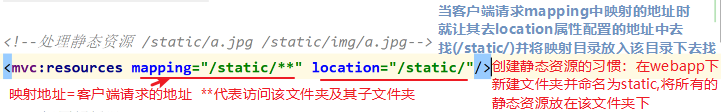 当客户端请求mapping中映射的地址时
就让其去location属性配置的地址中去
找(/static/)并将映射目录放入该目录下去找
<!--处理静态资源 /static/a.jpg /static/img/a.jpg-->
<mvc:resources mapping="/static/**" location="/static/"/>
映射地址=客户端请求的地址 **代表访问该文件夹及其子文件夹
创建静态资源的习惯：在webapp下
新建文件夹并命名为static,将所有的
静态资源放在该文件夹下